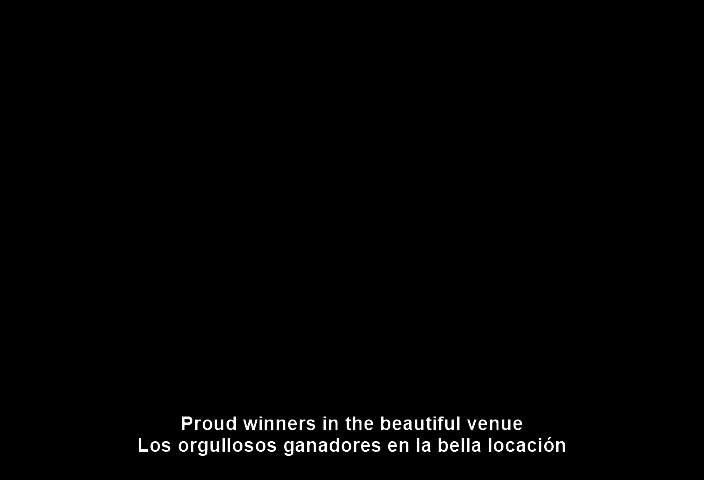 Proud winners in the beautiful venue
Los orgullosos ganadores en la bella locación